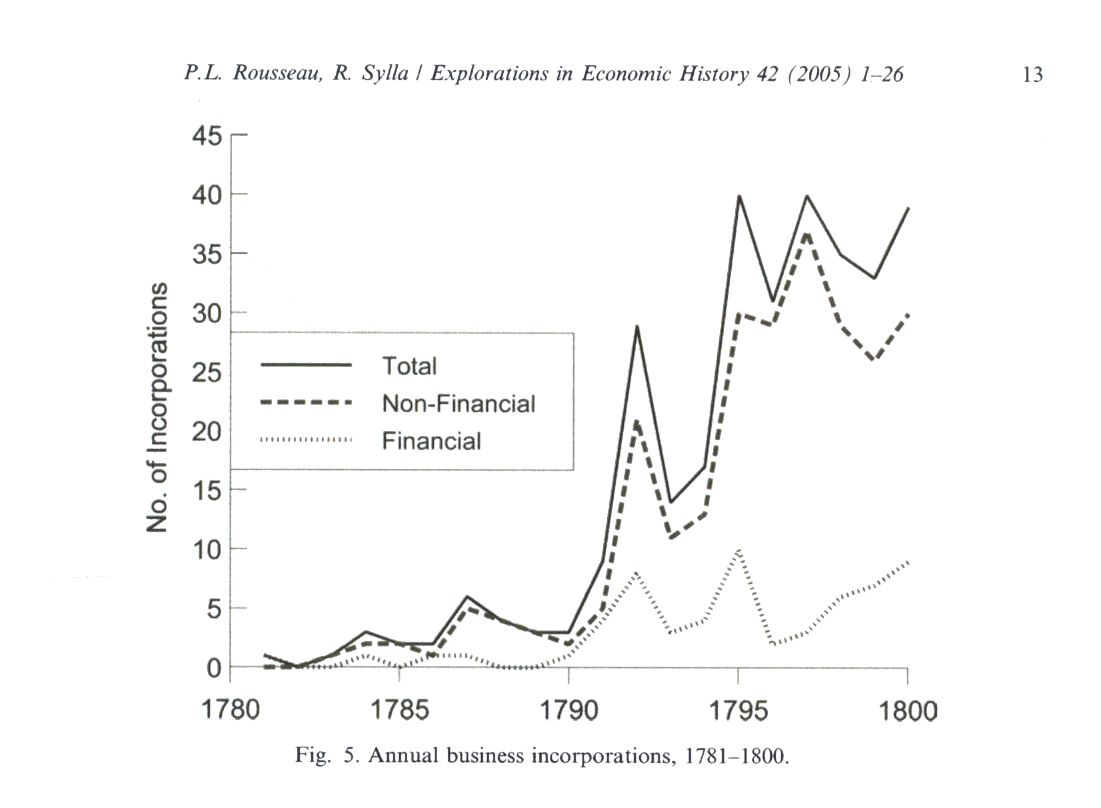 P.L. Rousseau, R. Sylla / Explorations in Economic History 42 (2005) 1–26 13
45
40
35
30
25
20
15
10
5
0
No. of Incorporations
Total
Non-Financial
Financial
1780 1785 1790 1795 1800
Fig. 5. Annual business incorporations, 1781–1800.